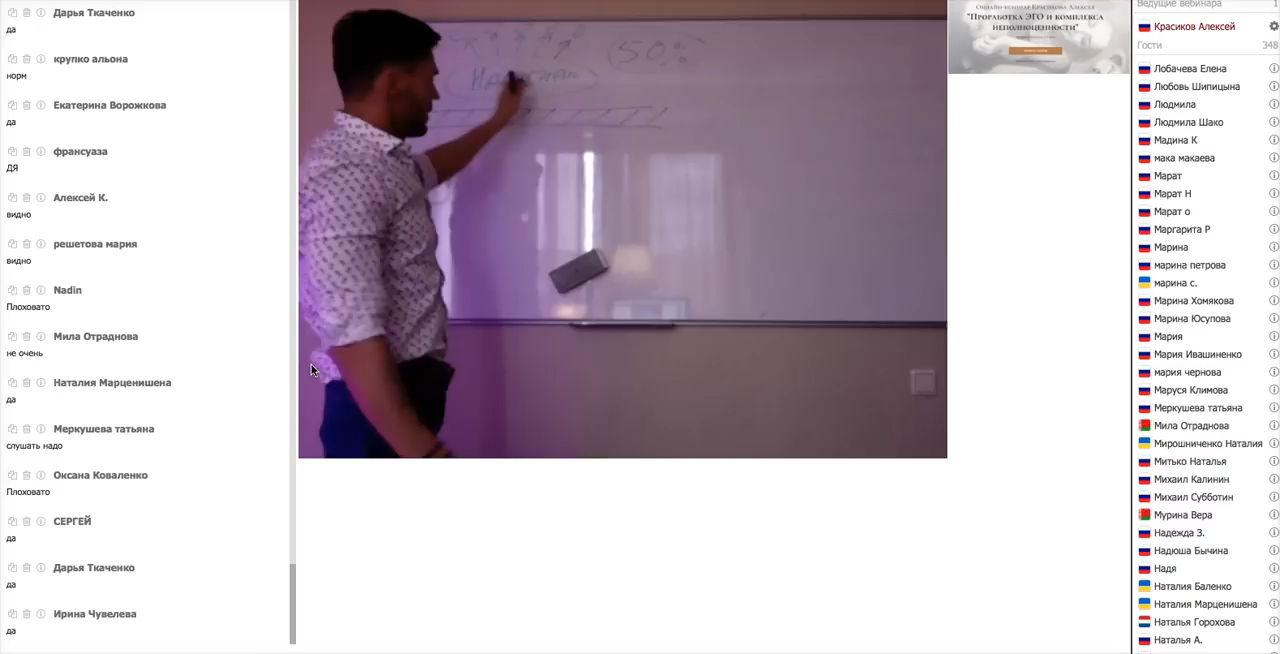 Дарья Ткаченко
да
крупко альона
норм
Екатерина Ворожкова
да
франсуаза
ДЯ
Алексей К.
видно
решетова мария
видно
Nadin
Плоховато
Мила Отраднова
не очень
Наталия Марценишена
да
Меркушева татьяна
слушать надо
Оксана Коваленко
Плоховато
СЕРГЕЙ
да
Дарья Ткаченко
да
Ирина Чувелева
да
50%
Онлайн-вебинар Красикова Алексея
"Проработка ЭГО и комплекса
неполноценности"
Ведущие вебинара 1
Красиков Алексей
Гости 348
Лобачева Елена
Любовь Шипицына
Людмила
Людмила Шако
Мадина К
мака макаева
Марат
Марат Н
Марат о
Маргарита Р
Марина
марина петрова
марина с.
Марина Хомякова
Марина Юсупова
Мария
Мария Ивашиненко
мария чернова
Маруся Климова
Меркушева татьяна
Мила Отраднова
Мирошниченко Наталия
Митько Наталья
Михаил Калинин
Михаил Субботин
Мурина Вера
Надежда З.
Надюша Бычина
Надя
Наталия Баленко
Наталия Марценишена
Наталья Горохова
Наталья А.